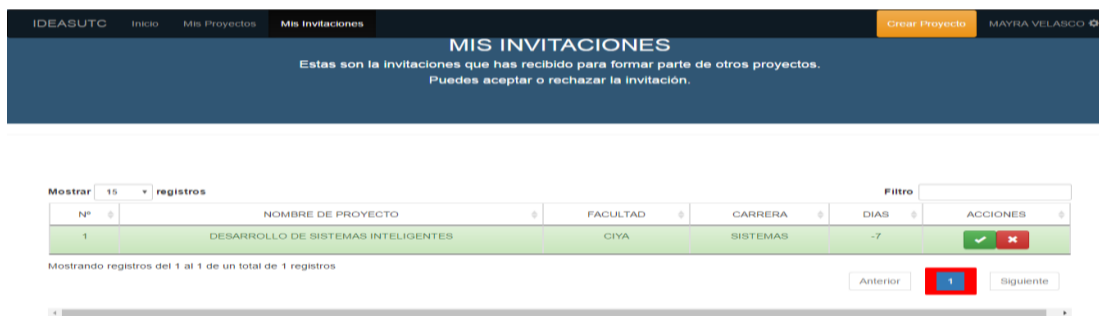 IDEASUTC Inicio Mis Proyectos Mis Invitaciones Crear Proyecto MAYRA VELASCO
MIS INVITACIONES
Estas son la invitaciones que has recibido para formar parte de otros proyectos.
Puedes aceptar o rechazar la invitación.
Mostrar 15 registros Filtro
Nº NOMBRE DE PROYECTO FACULTAD CARRERA DIAS ACCIONES
1 DESARROLLO DE SISTEMAS INTELIGENTES CIYA SISTEMAS -7
Mostrando registros del 1 al 1 de un total de 1 registros
Anterior 1 Siguiente